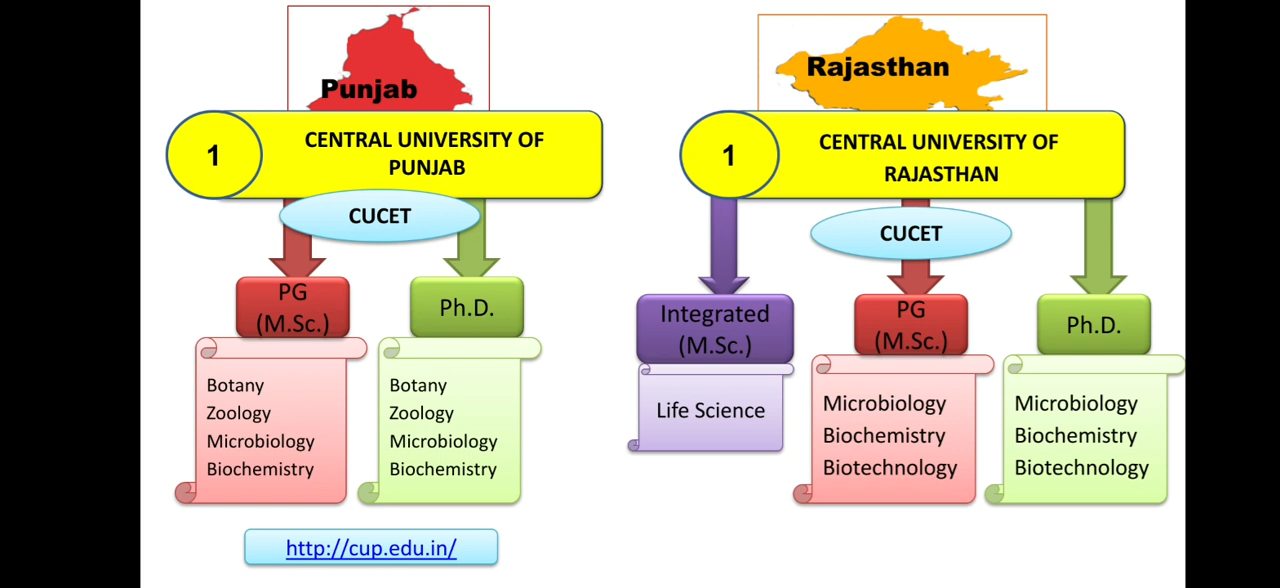 Punjab
1
CENTRAL UNIVERSITY OF
PUNJAB
CUCET
PG
(M.Sc.)
Ph.D.
Botany
Zoology
Microbiology
Biochemistry
Botany
Zoology
Microbiology
Biochemistry
http://cup.edu.in/
Rajasthan
1
CENTRAL UNIVERSITY OF
RAJASTHAN
CUCET
Integrated
(M.Sc.)
PG
(M.Sc.)
Ph.D.
Life Science
Microbiology
Biochemistry
Biotechnology
Microbiology
Biochemistry
Biotechnology